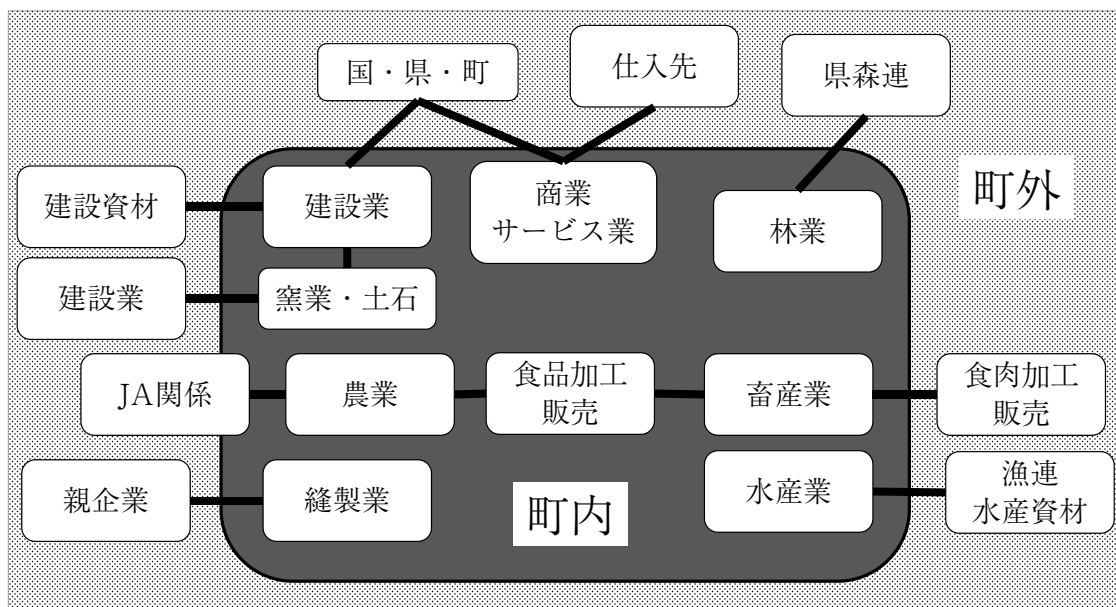 国・県・町
仕入先
県森連
町外
建設資材
建設業
商業
サービス業
林業
建設業
窯業・土石
JA関係
農業
食品加工
販売
畜産業
食肉加工
販売
親企業
縫製業
町内
水産業
漁連
水産資材